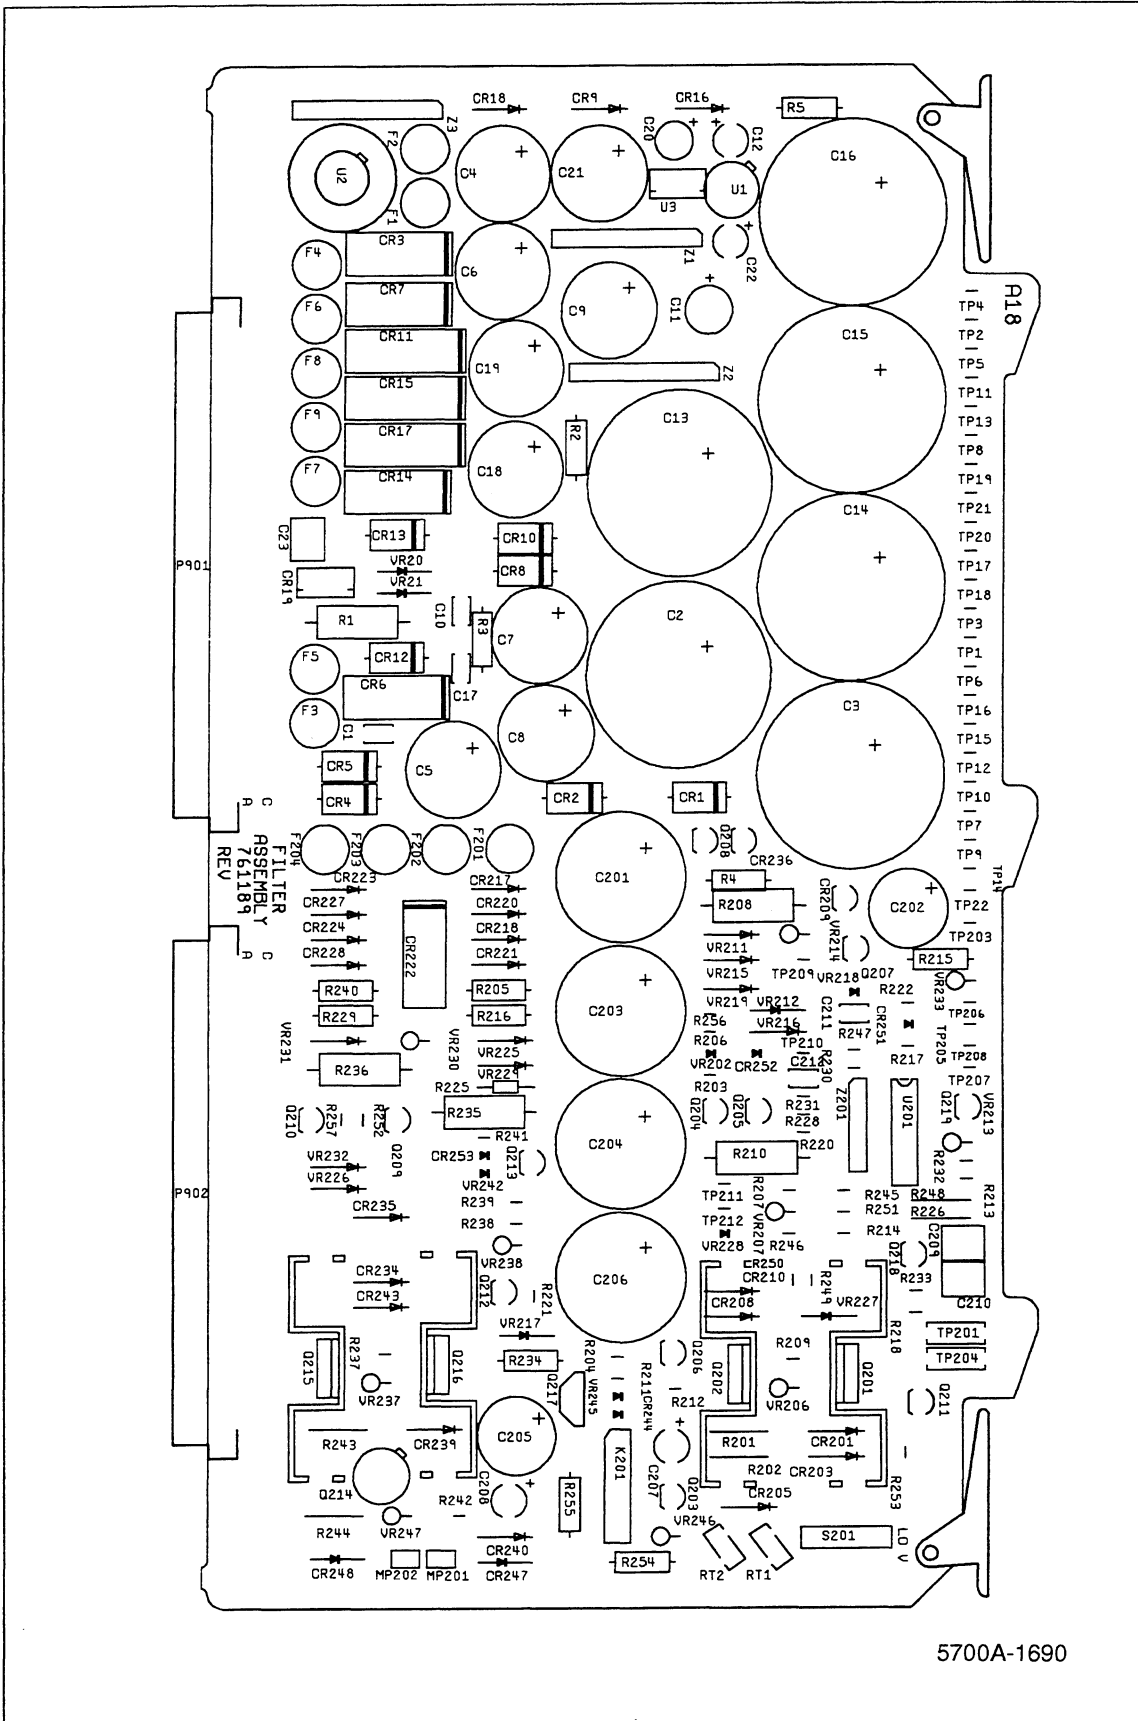 CR18
CR9
CR16
R5
Z3
F2
C20
C12
C16
U2
C4
C21
U3
U1
F1
CR3
Z1
C22
F4
C6
CR7
C9
C11
A18
F6
TP4
CR11
TP2
C15
F8
C19
TP5
CR15
Z2
TP11
F9
C13
TP13
CR17
R2
TP8
F7
C18
CR14
TP19
TP21
C14
C23
CR13
CR10
TP20
VR20
P901
CR8
TP17
VR21
CR19
TP18
R1
C10
R3
C7
C2
TP3
CR12
TP1
F5
CR6
C17
TP6
F3
C3
TP16
C1
C8
TP15
CR5
C5
TP12
CR4
CR2
CR1
TP10
A C
TP7
F204
F203
F202
F201
Q208
FILTER
ASSEMBLY
761189
REV
CR236
TP9
CR223
CR217
C201
R4
TP14
CR227
CR220
R208
CR209
C202
TP22
CR224
CR222
CR218
VR211
VR214
TP203
CR228
CR221
R215
A C
VR215
TP209
VR218
Q207
R240
R205
VR219
VR212
R222
VR233
R229
R216
C203
R256
VR216
C211
R247
CR251
TP206
VR231
VR230
VR225
R206
TP210
R217
TP205
TP208
R236
VR229
VR202
CR252
C212
R230
R225
R203
TP207
Q210
R257
R252
R235
Q204
Q205
R231
Z201
U201
Q219
VR213
R228
R241
C204
R220
VR232
Q209
CR253
Q213
R210
R232
VR226
VR242
P902
R239
TP211
R207
R245
R248
R213
CR235
TP212
R251
R226
R238
VR228
VR207
R246
R214
C209
VR238
Q218
CR234
C206
CR250
CR210
R233
CR243
Q212
R221
CR208
R249
VR227
C210
VR217
R218
TP201
Q215
R237
Q216
R234
R204
Q206
R209
TP204
VR237
Q217
VR245
R211
CR244
R212
Q202
VR206
Q201
Q211
R243
CR239
C205
K201
R201
CR201
R202
CR203
Q214
R242
C208
R255
C207
Q203
CR205
R253
R244
VR247
VR246
S201
LO V
CR240
CR248
MP202
MP201
CR247
R254
RT2
RT1
5700A-1690